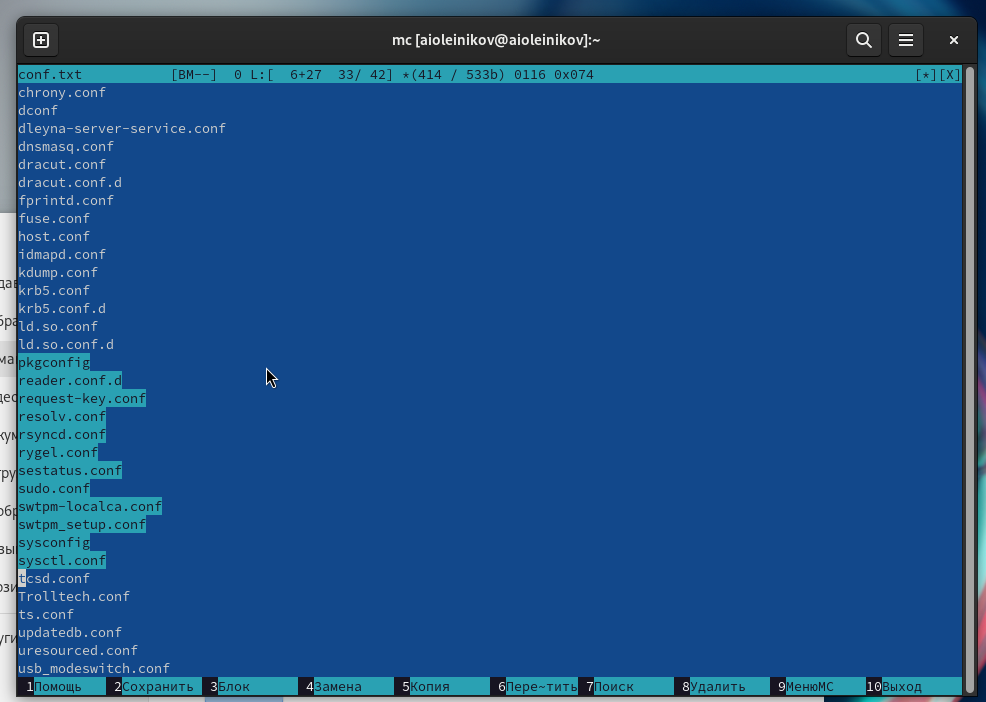 mc [aioleinikov@aioleinikov]:~
conf.txt [BM--] 0 L:[ 6+27 33/ 42] *(414 / 533b) 0116 0x074 [*][X]
chrony.conf
dconf
dleyna-server-service.conf
dnsmasq.conf
dracut.conf
dracut.conf.d
fprintd.conf
fuse.conf
host.conf
idmapd.conf
kdump.conf
krb5.conf
krb5.conf.d
ld.so.conf
ld.so.conf.d
pkgconfig
reader.conf.d
request-key.conf
resolv.conf
rsyncd.conf
rygel.conf
sestatus.conf
sudo.conf
swtpm-localca.conf
swtpm_setup.conf
sysconfig
sysctl.conf
tcsd.conf
Trolltech.conf
ts.conf
updatedb.conf
uresourced.conf
usb_modeswitch.conf
1Помощь 2Сохранить 3Блок 4Замена 5Копия 6Пере~тить 7Поиск 8Удалить 9МенюMC 10Выход